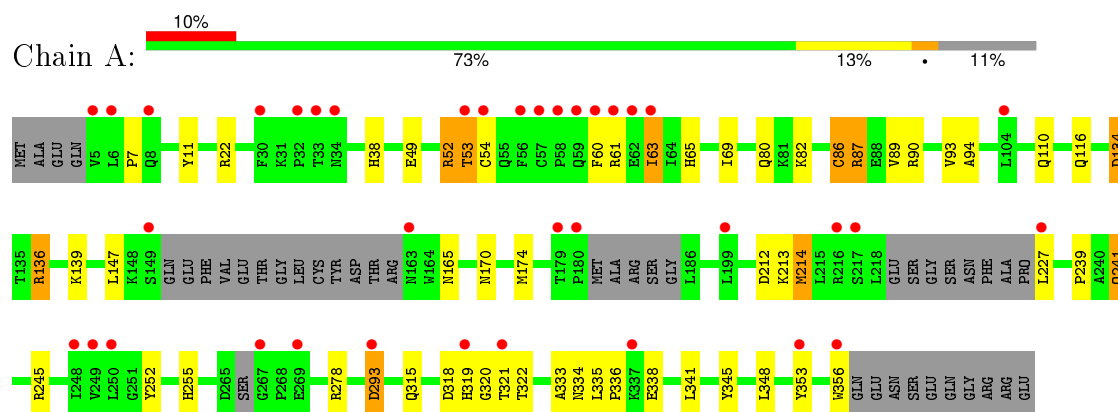 10%
Chain A:
73% 13% • 11%
MET ALA GLU GLN V5 L6 P7 Q8 Y11 R22 F30 K31 P32 T33 N34 H38 E49 R52 T53 C54 Q55 F56 C57 P58 Q59 F60 R61 E62 I63 I64 H65 I69 Q80 K81 K82 C86 R87 E88 V89 R90 V93 A94 L104 Q110 Q116
T135 R136 K139 L147 K148 S149 GLN GLU PHE VAL GLU THR GLY LEU CYS TYR ASP THR ARG N163 W164 N165 N170 M174 T179 P180 MET ALA ARG SER GLY L186 L199 D212 K213 M214 L215 R216 S217 L218 GLU SER GLY SER ASN PHE ALA PRO L227 P239 A240
R245 I248 V249 L250 G251 Y252 H255 D265 SER G267 P268 E269 R278 D293 Q315 D318 H319 G320 T321 T322 A333 N334 L335 P336 K337 E338 L341 Y345 L348 Y353 W356 GLN GLU ASN SER GLU GLN GLY ARG ARG GLU